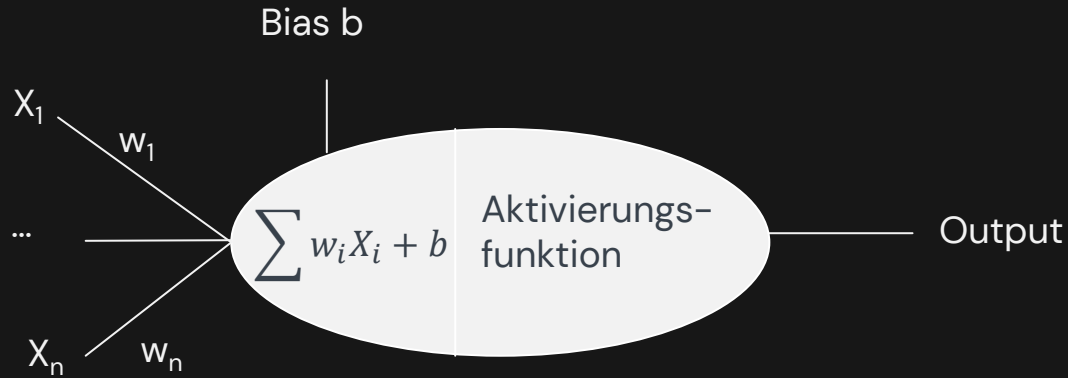 Bias b
X₁
w₁
...
∑ wᵢXᵢ + b
Aktivierungs-
funktion
Output
Xₙ
wₙ